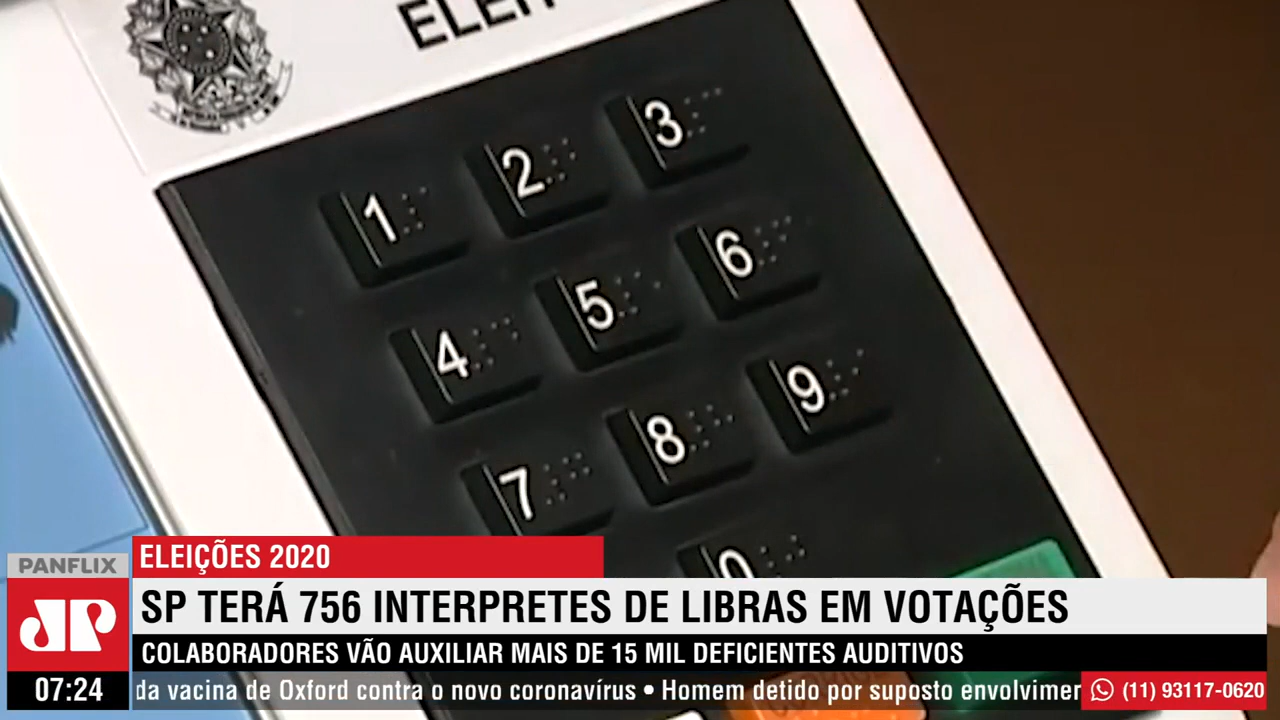 1
2
3
4
5
6
7
8
9
0
ELEIÇÕES 2020
PANFLIX
JP
SP TERÁ 756 INTERPRETES DE LIBRAS EM VOTAÇÕES
COLABORADORES VÃO AUXILIAR MAIS DE 15 MIL DEFICIENTES AUDITIVOS
07:24
da vacina de Oxford contra o novo coronavírus • Homem detido por suposto
(11) 93117-0620